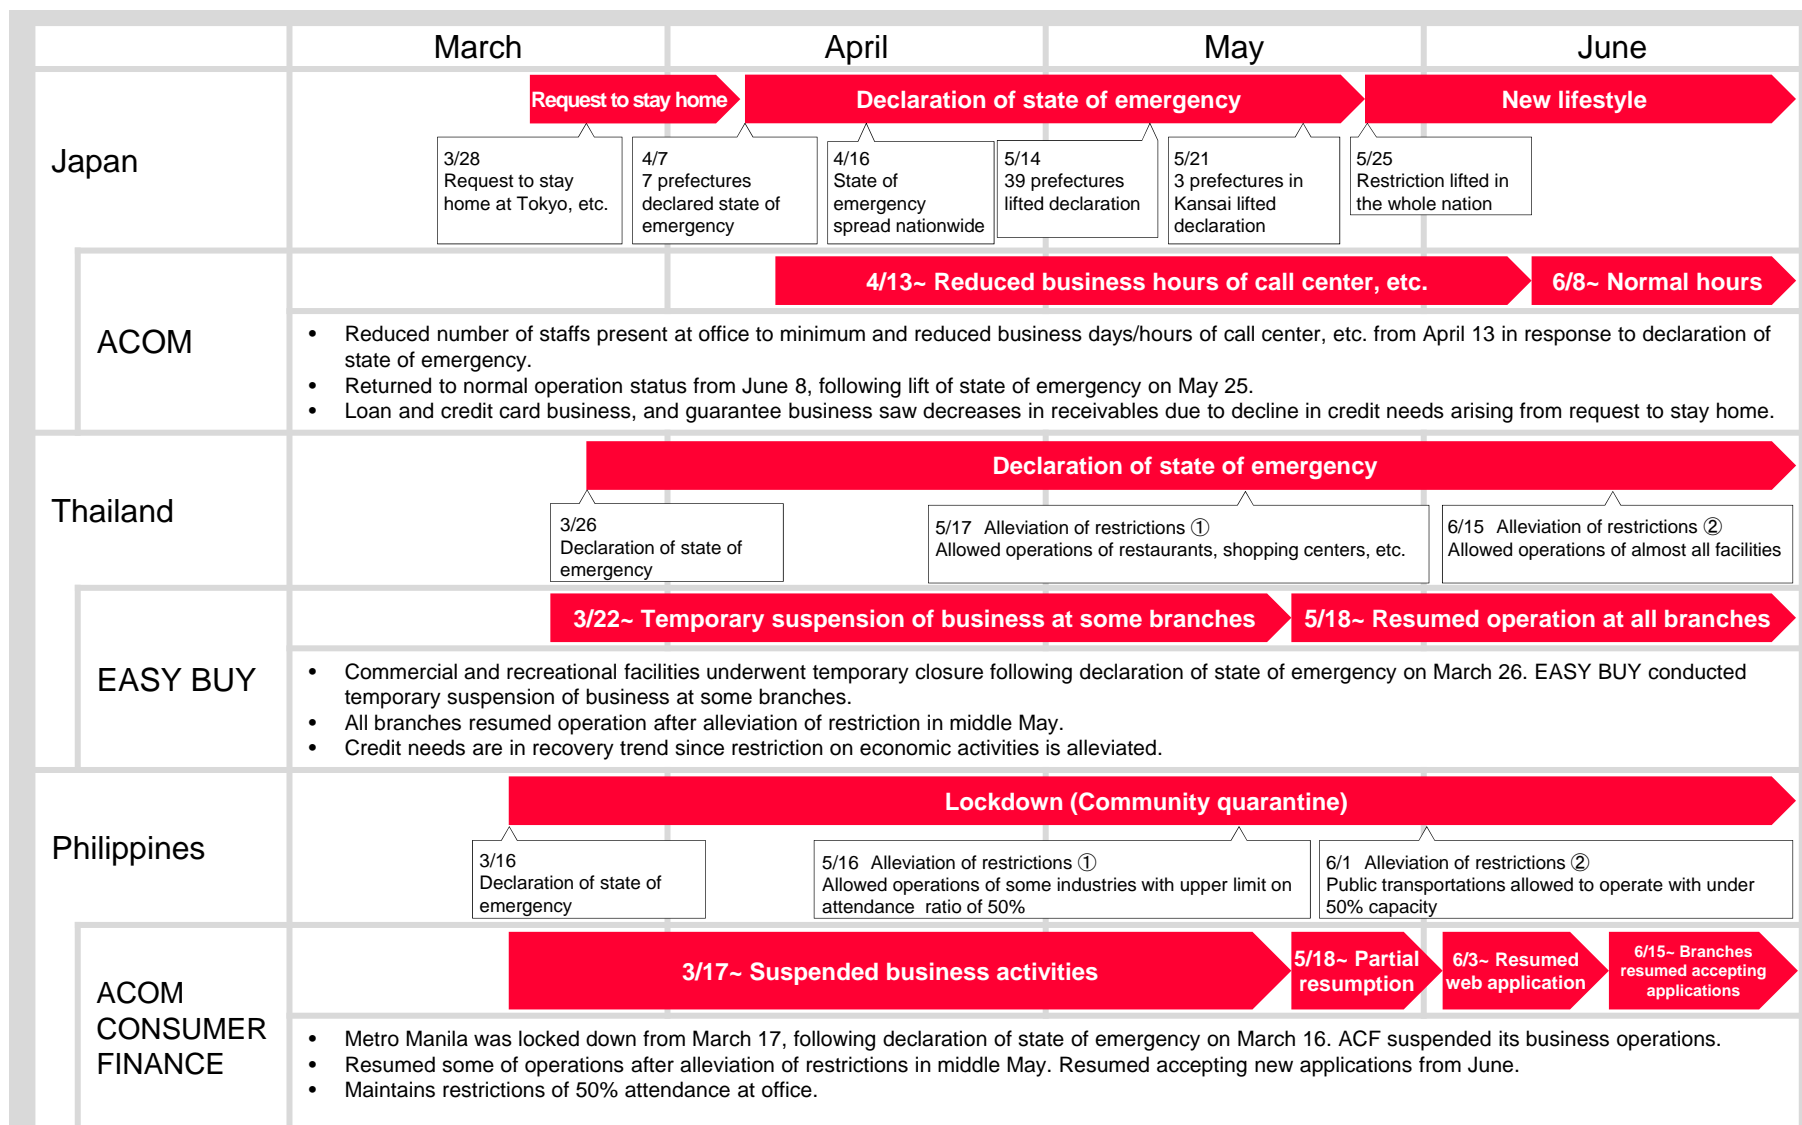 March April May June
Request to stay home Declaration of state of emergency New lifestyle
Japan
3/28
Request to stay
home at Tokyo, etc.
4/7
7 prefectures
declared state of
emergency
4/16
State of
emergency
spread nationwide
5/14
39 prefectures
lifted declaration
5/21
3 prefectures in
Kansai lifted
declaration
5/25
Restriction lifted in
the whole nation
4/13~ Reduced business hours of call center, etc. 6/8~ Normal hours
ACOM
• Reduced number of staffs present at office to minimum and reduced business days/hours of call center, etc. from April 13 in response to declaration of
state of emergency.
• Returned to normal operation status from June 8, following lift of state of emergency on May 25.
• Loan and credit card business, and guarantee business saw decreases in receivables due to decline in credit needs arising from request to stay home.
Declaration of state of emergency
Thailand
3/26
Declaration of state of
emergency
5/17 Alleviation of restrictions ①
Allowed operations of restaurants, shopping centers, etc.
6/15 Alleviation of restrictions ②
Allowed operations of almost all facilities
3/22~ Temporary suspension of business at some branches 5/18~ Resumed operation at all branches
EASY BUY
• Commercial and recreational facilities underwent temporary closure following declaration of state of emergency on March 26. EASY BUY conducted
temporary suspension of business at some branches.
• All branches resumed operation after alleviation of restriction in middle May.
• Credit needs are in recovery trend since restriction on economic activities is alleviated.
Lockdown (Community quarantine)
Philippines
3/16
Declaration of state of
emergency
5/16 Alleviation of restrictions ①
Allowed operations of some industries with upper limit on
attendance ratio of 50%
6/1 Alleviation of restrictions ②
Public transportations allowed to operate with under
50% capacity
3/17~ Suspended business activities
5/18~ Partial
resumption
6/3~ Resumed
web application
6/15~ Branches
resumed accepting
applications
ACOM
CONSUMER
FINANCE
• Metro Manila was locked down from March 17, following declaration of state of emergency on March 16. ACF suspended its business operations.
• Resumed some of operations after alleviation of restrictions in middle May. Resumed accepting new applications from June.
• Maintains restrictions of 50% attendance at office.